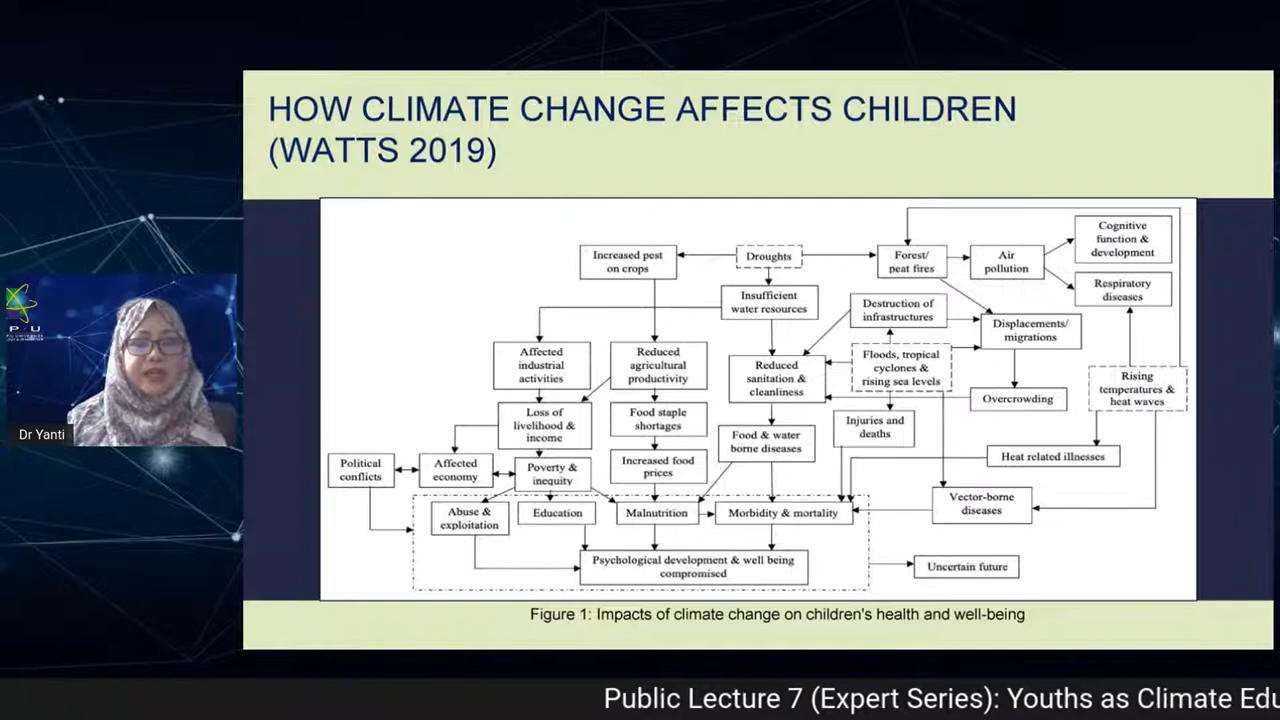 HOW CLIMATE CHANGE AFFECTS CHILDREN
(WATTS 2019)
Increased pest
on crops
Droughts
Forest/
peat fires
Air
pollution
Cognitive
function &
development
Respiratory
diseases
Insufficient
water resources
Destruction of
infrastructures
Displacements/
migrations
Affected
industrial
activities
Reduced
agricultural
productivity
Reduced
sanitation &
cleanliness
Floods, tropical
cyclones &
rising sea levels
Rising
temperatures &
heat waves
Overcrowding
Loss of
livelihood &
income
Food staple
shortages
Injuries and
deaths
Food & water
borne diseases
Heat related illnesses
Political
conflicts
Affected
economy
Poverty &
inequity
Increased food
prices
Vector-borne
diseases
Abuse &
exploitation
Education
Malnutrition
Morbidity & mortality
Psychological development & well being
compromised
Uncertain future
Figure 1: Impacts of climate change on children's health and well-being
Dr Yanti
Public Lecture 7 (Expert Series): Youths as Climate Edu